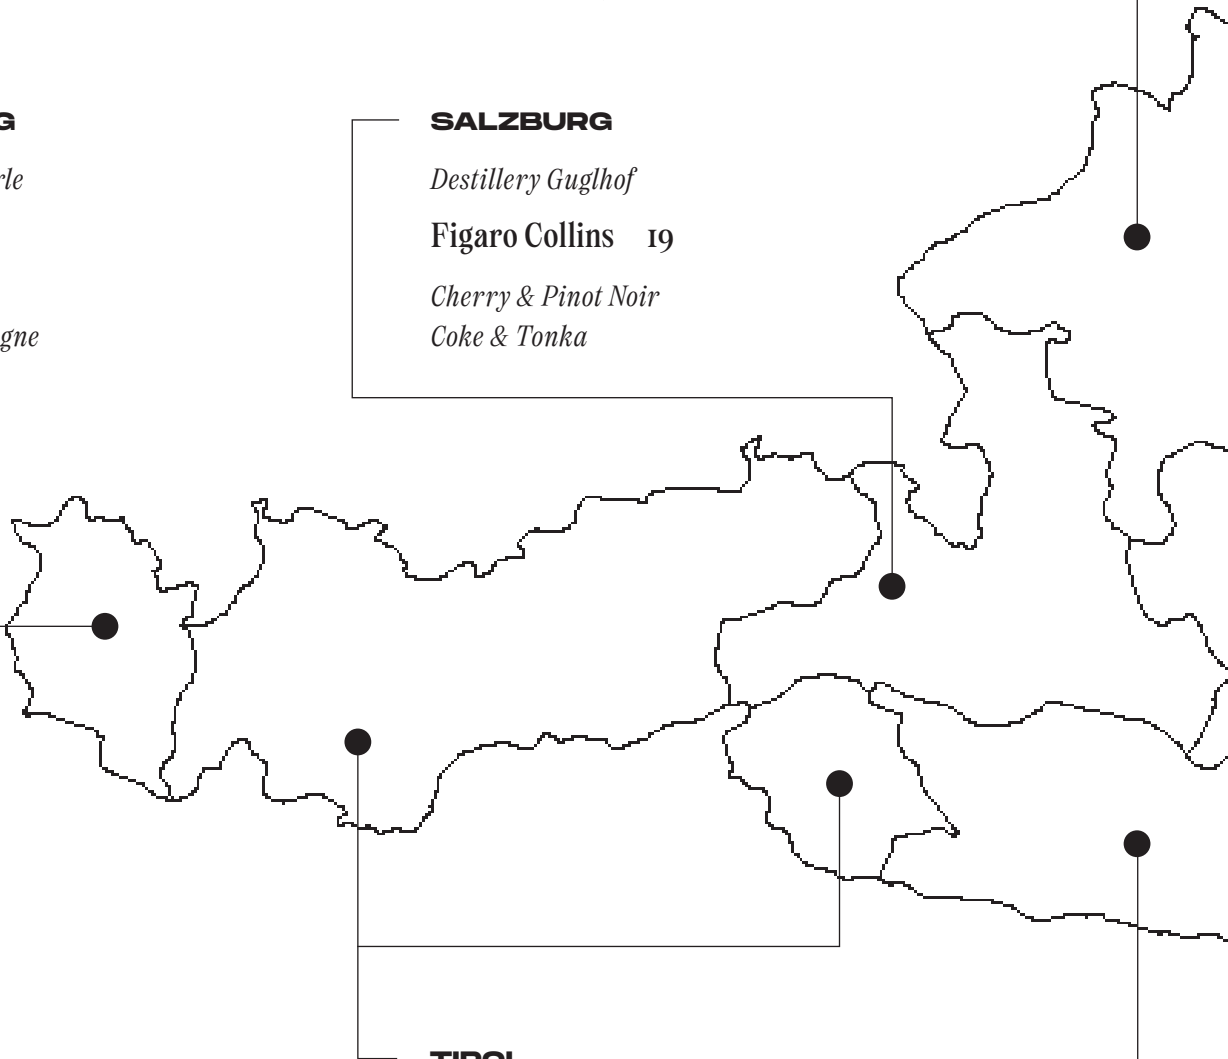 SALZBURG
Destillery Guglhof
Figaro Collins 19
Cherry & Pinot Noir
Coke & Tonka